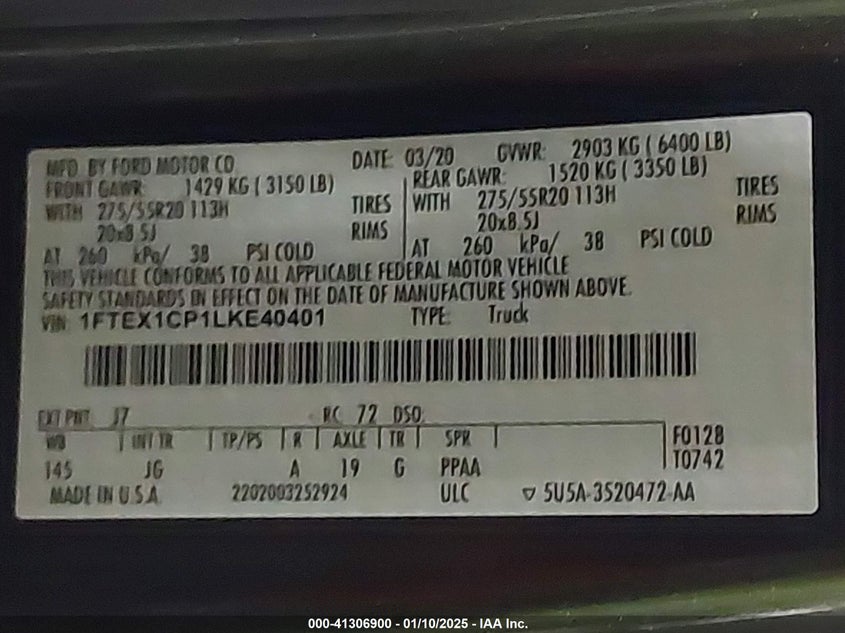 MFD. BY FORD MOTOR CO. DATE: 03/20 GVWR: 2903 KG ( 6400 LB)
FRONT GAWR: 1429 KG ( 3150 LB) REAR GAWR: 1520 KG ( 3350 LB)
WITH 275/55R20 113H TIRES WITH 275/55R20 113H TIRES
20x8.5J RIMS 20x8.5J RIMS
AT 260 kPa/ 38 PSI COLD AT 260 kPa/ 38 PSI COLD
THIS VEHICLE CONFORMS TO ALL APPLICABLE FEDERAL MOTOR VEHICLE
SAFETY STANDARDS IN EFFECT ON THE DATE OF MANUFACTURE SHOWN ABOVE.
VIN: 1FTEX1CP1LKE40401 TYPE: Truck
EXT PNT: J7 RC: 72 DSO:
WB INT TR TP/PS R AXLE TR SPR F0128
145 JG A 19 G PPAA T0742
MADE IN U.S.A. 2202003252924 ULC ▽ 5U5A-3520472-AA
000-41306900 - 01/10/2025 - IAA Inc.